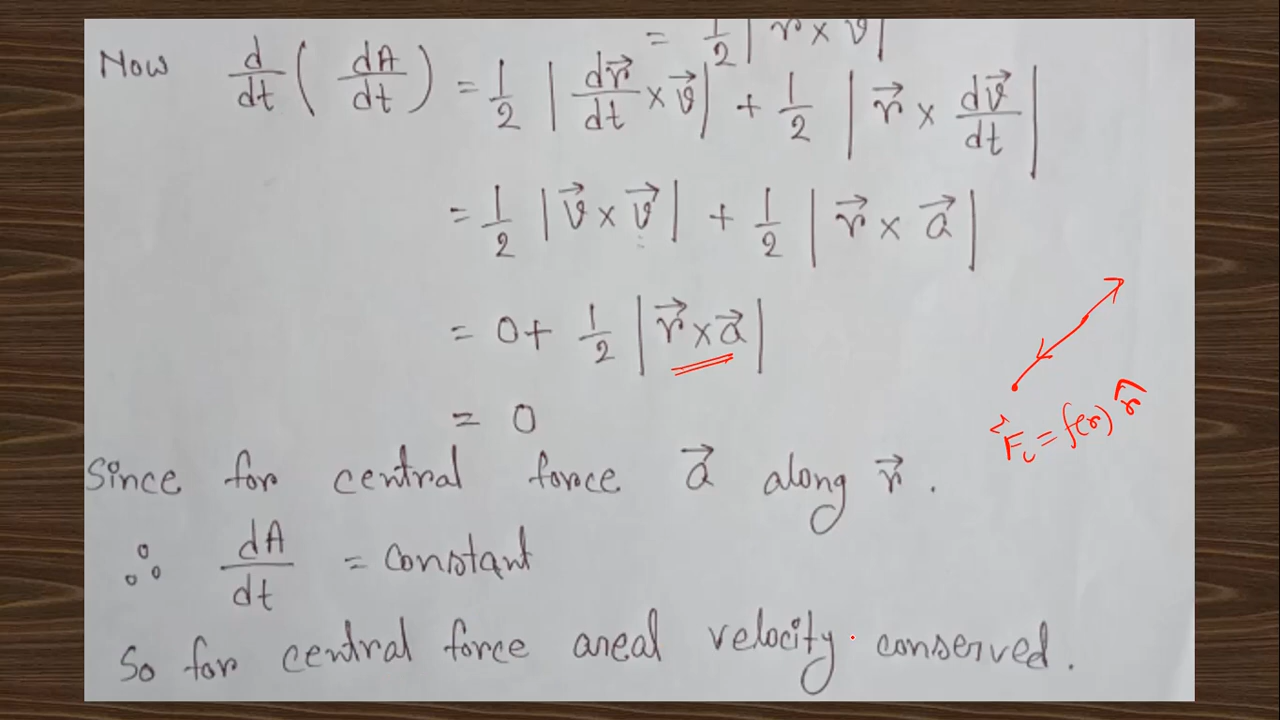 = 1/2 | r × v |
Now d/dt ( dA/dt ) = 1/2 | dr⃗/dt × v⃗ | + 1/2 | r⃗ × dv⃗/dt |
= 1/2 | v⃗ × v⃗ | + 1/2 | r⃗ × a⃗ |
= 0 + 1/2 | r⃗ × a⃗ |
= 0
F = f(r) r̂
Since for central force a⃗ along r⃗ .
∴ dA/dt = constant
So for central force areal velocity conserved .